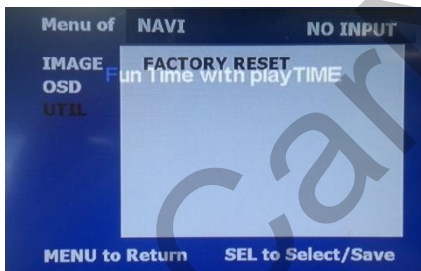 Menu of NAVI NO INPUT
IMAGE FACTORY RESET
Fun Time with playTIME
OSD
UTIL
MENU to Return SEL to Select/Save